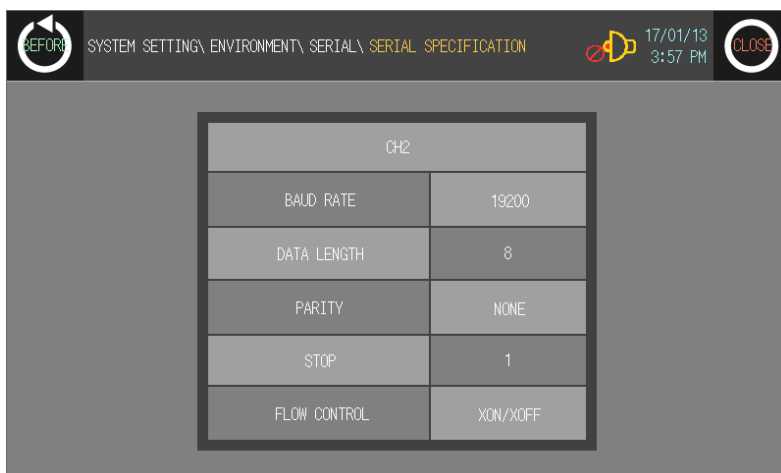 BEFORE SYSTEM SETTING\ ENVIRONMENT\ SERIAL\ SERIAL SPECIFICATION 17/01/13 CLOSE
3:57 PM
CH2
BAUD RATE 19200
DATA LENGTH 8
PARITY NONE
STOP 1
FLOW CONTROL XON/XOFF